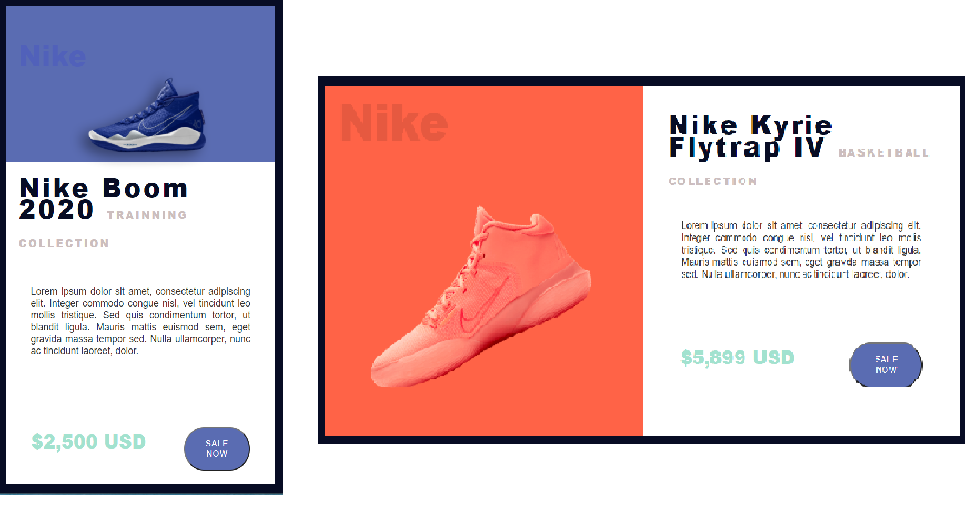 Nike
Nike Boom
2020 TRAINNING
COLLECTION
Lorem ipsum dolor sit amet, consectetur adipiscing
elit. Integer commodo congue nisl, vel tincidunt leo
mollis tristique. Sed quis condimentum tortor, ut
blandit ligula. Mauris mattis euismod sem, eget
gravida massa tempor sed. Nulla ullamcorper, nunc
ac tincidunt laoreet, dolor.
$2,500 USD
SALE
NOW
Nike
Nike Kyrie
Flytrap IV BASKETBALL
COLLECTION
Lorem Ipsum dolor sit amet consectetur adipiscing elit.
Integer commodo congue nisl, vel tincidunt leo mollis
tristique. Sed quis condimentum tortor, ut blandit ligula.
Mauris mattis euismod sem, eget gravida massa tempor
sed. Nulla ullamcorper, nunc ac tincidunt laoreet, dolor.
$5,899 USD
SALE
NOW